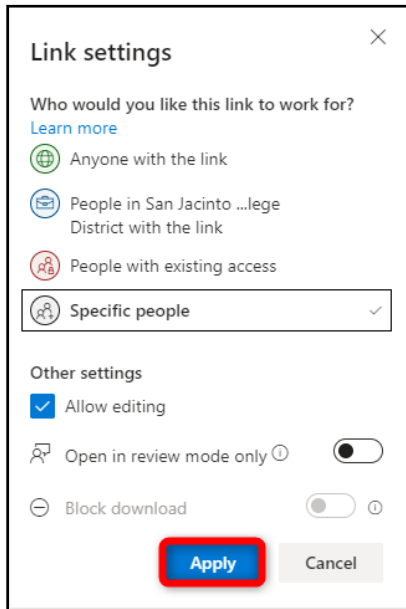 Link settings
Who would you like this link to work for?
Learn more
Anyone with the link
People in San Jacinto ...lege
District with the link
People with existing access
Specific people
Other settings
Allow editing
Open in review mode only
Block download
Apply
Cancel